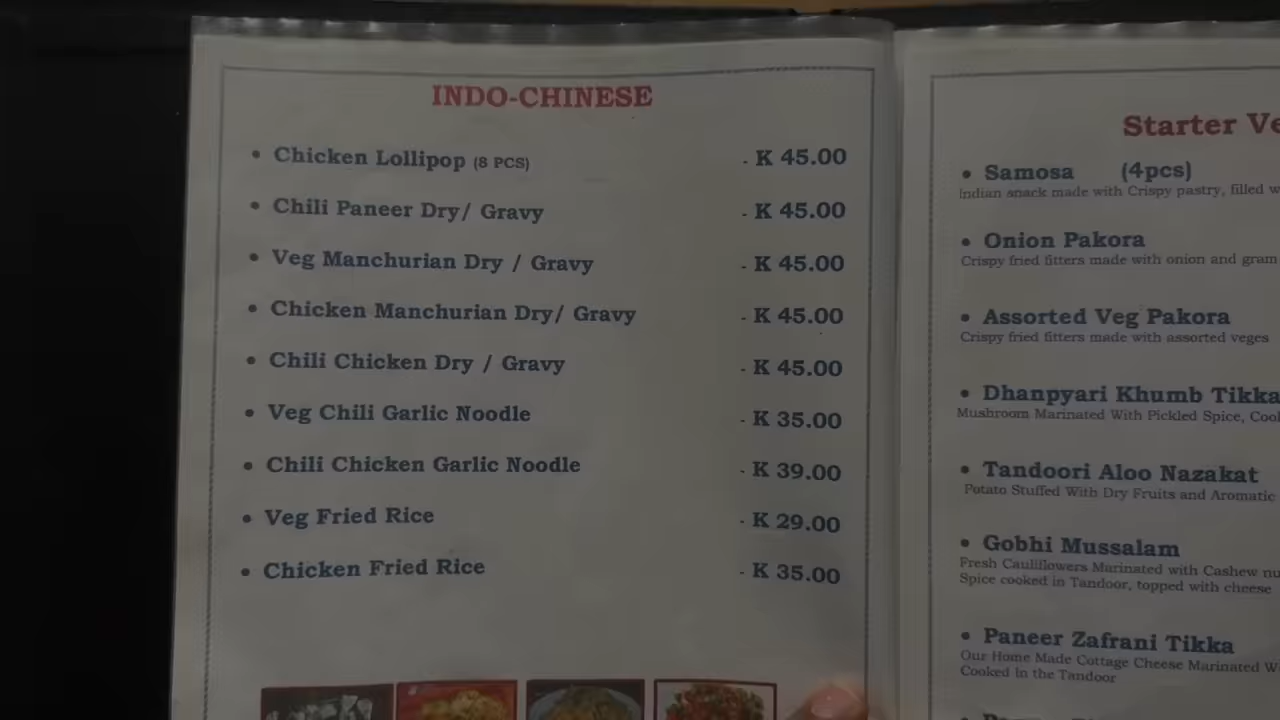 INDO-CHINESE
• Chicken Lollipop (8 PCS) - K 45.00
• Chili Paneer Dry/ Gravy - K 45.00
• Veg Manchurian Dry / Gravy - K 45.00
• Chicken Manchurian Dry/ Gravy - K 45.00
• Chili Chicken Dry / Gravy - K 45.00
• Veg Chili Garlic Noodle - K 35.00
• Chili Chicken Garlic Noodle - K 39.00
• Veg Fried Rice - K 29.00
• Chicken Fried Rice - K 35.00
Starter Ve
• Samosa (4pcs)
Indian snack made with Crispy pastry, filled w
• Onion Pakora
Crispy fried fitters made with onion and gram
• Assorted Veg Pakora
Crispy fried fitters made with assorted veges
• Dhanpyari Khumb Tikka
Mushroom Marinated With Pickled Spice, Cool
• Tandoori Aloo Nazakat
Potato Stuffed With Dry Fruits and Aromatic
• Gobhi Mussalam
Fresh Cauliflowers Marinated with Cashew nu
Spice cooked in Tandoor, topped with cheese
• Paneer Zafrani Tikka
Our Home Made Cottage Cheese Marinated W
Cooked in the Tandoor